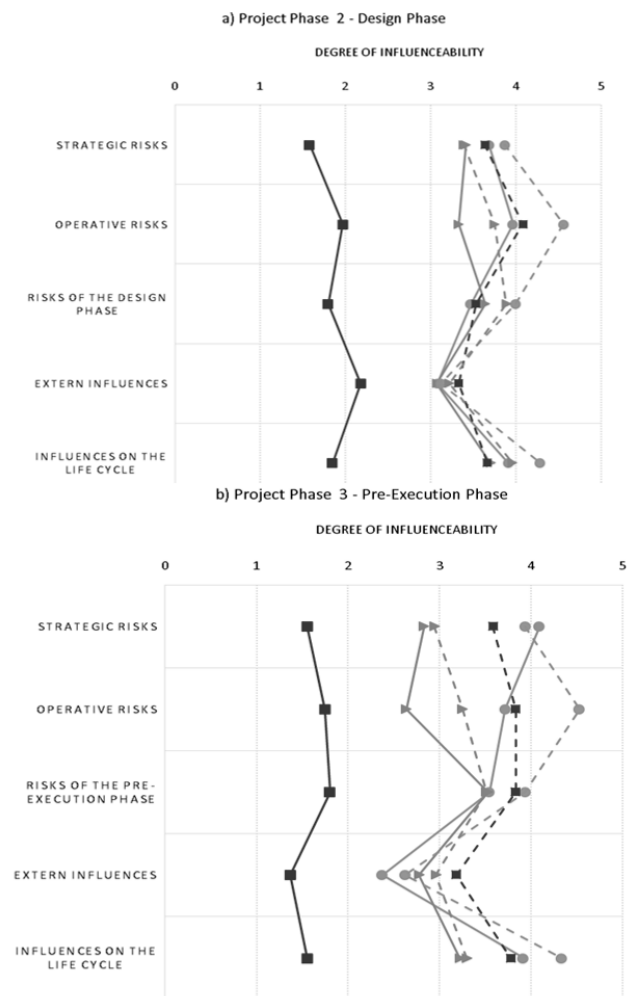 a) Project Phase 2 - Design Phase
DEGREE OF INFLUENCEABILITY
0 1 2 3 4 5
STRATEGIC RISKS
OPERATIVE RISKS
RISKS OF THE DESIGN
PHASE
EXTERN INFLUENCES
INFLUENCES ON THE
LIFE CYCLE
b) Project Phase 3 - Pre-Execution Phase
DEGREE OF INFLUENCEABILITY
0 1 2 3 4 5
STRATEGIC RISKS
OPERATIVE RISKS
RISKS OF THE PRE-
EXECUTION PHASE
EXTERN INFLUENCES
INFLUENCES ON THE
LIFE CYCLE